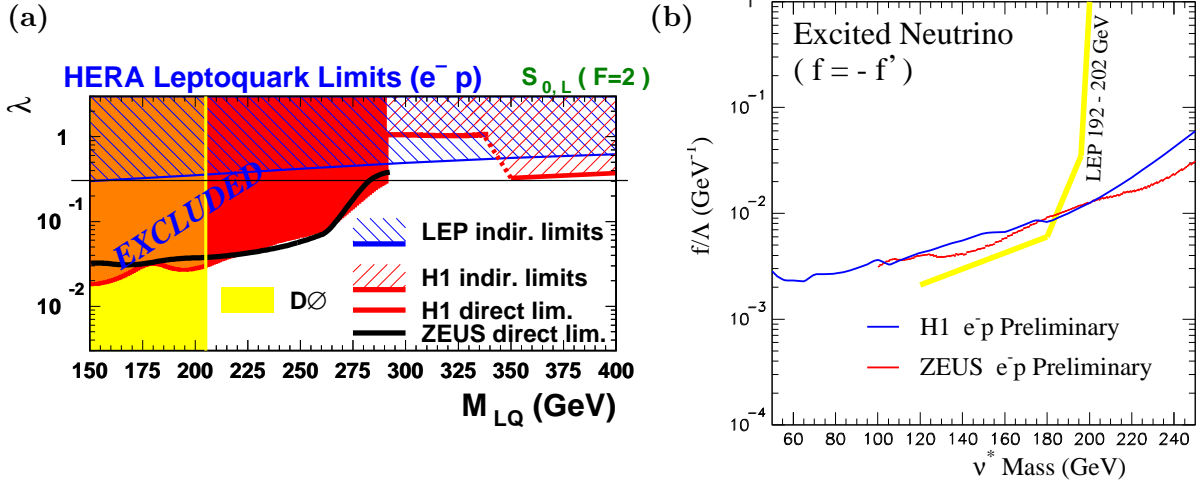 (a)
HERA Leptoquark Limits (e⁻ p)
S₀,L ( F=2 )
λ
1
10⁻¹
10⁻²
EXCLUDED
LEP indir. limits
H1 indir. limits
H1 direct lim.
ZEUS direct lim.
DØ
150 175 200 225 250 275 300 325 350 375 400
M LQ (GeV)
(b)
Excited Neutrino
( f = - f’ )
LEP 192 - 202 GeV
f/Λ (GeV⁻¹)
1
10⁻¹
10⁻²
10⁻³
10⁻⁴
H1 e⁻p Preliminary
ZEUS e⁻p Preliminary
60 80 100 120 140 160 180 200 220 240
ν* Mass (GeV)